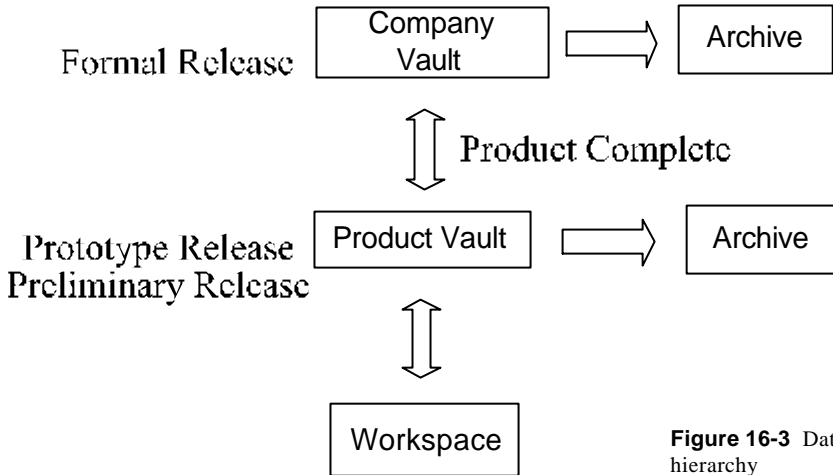 Company
Vault
Archive
Formal Release
Product Complete
Product Vault
Archive
Prototype Release
Preliminary Release
Workspace
Figure 16-3
hierarchy